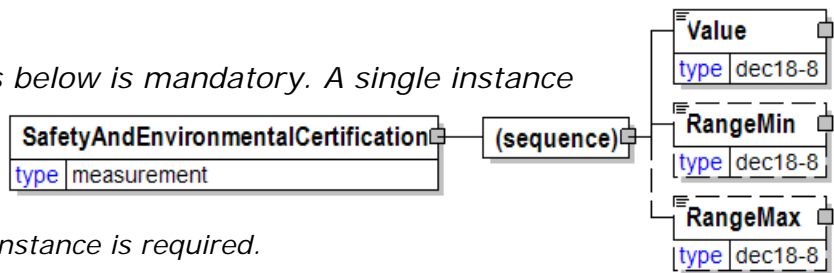 Value
type dec18-8
s below is mandatory. A single instance
SafetyAndEnvironmentalCertification
type measurement
(sequence)
RangeMin
type dec18-8
nstance is required.
RangeMax
type dec18-8